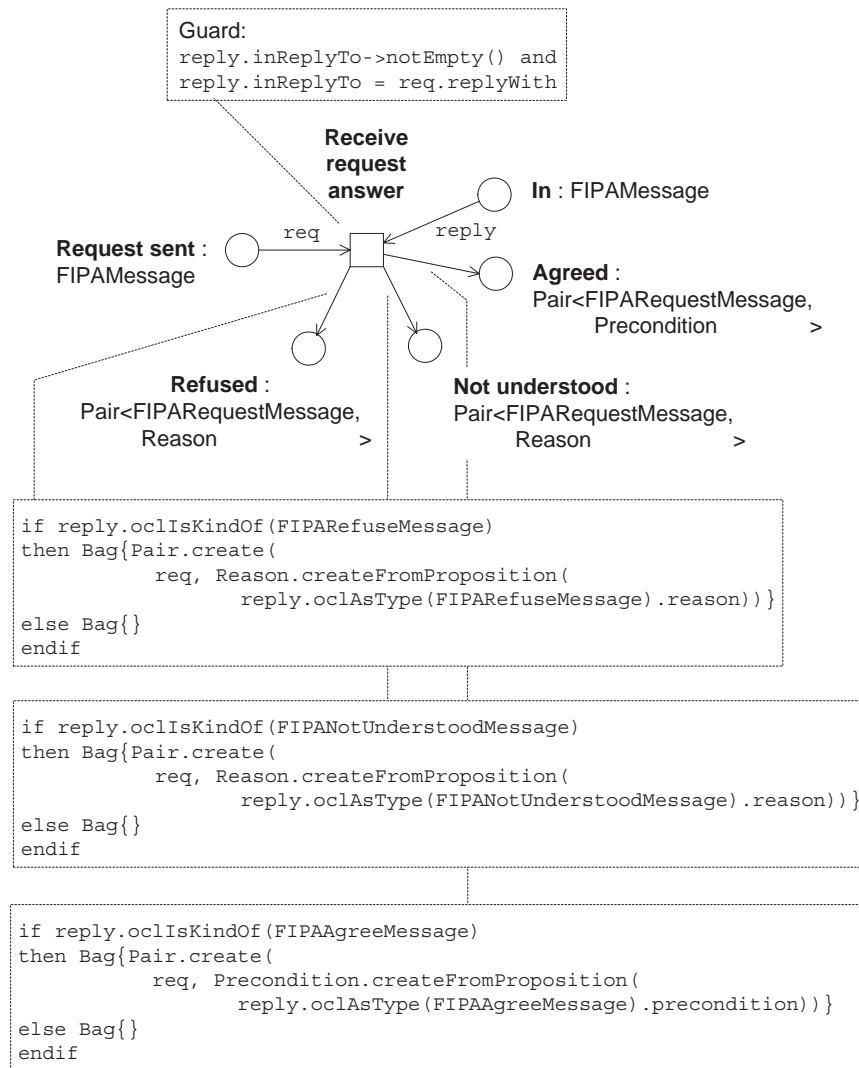 Guard:
reply.inReplyTo->notEmpty() and
reply.inReplyTo = req.replyWith
Receive
request
answer
In : FIPAMessage
req
reply
Request sent :
FIPAMessage
Agreed :
Pair<FIPARequestMessage,
Precondition >
Refused :
Pair<FIPARequestMessage,
Reason >
Not understood :
Pair<FIPARequestMessage,
Reason >
if reply.oclIsKindOf(FIPARefuseMessage)
then Bag{Pair.create(
req, Reason.createFromProposition(
reply.oclAsType(FIPARefuseMessage).reason))}
else Bag{}
endif
if reply.oclIsKindOf(FIPANotUnderstoodMessage)
then Bag{Pair.create(
req, Reason.createFromProposition(
reply.oclAsType(FIPANotUnderstoodMessage).reason))}
else Bag{}
endif
if reply.oclIsKindOf(FIPAAgreeMessage)
then Bag{Pair.create(
req, Precondition.createFromProposition(
reply.oclAsType(FIPAAgreeMessage).precondition))}
else Bag{}
endif